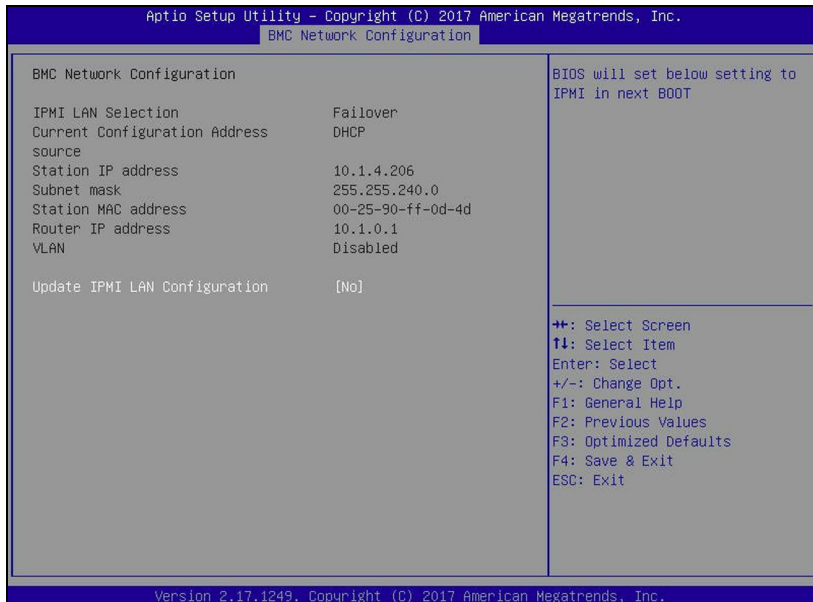 Aptio Setup Utility – Copyright (C) 2017 American Megatrends, Inc.
BMC Network Configuration
BMC Network Configuration
IPMI LAN Selection Failover
Current Configuration Address DHCP
source
Station IP address 10.1.4.206
Subnet mask 255.255.240.0
Station MAC address 00-25-90-ff-0d-4d
Router IP address 10.1.0.1
VLAN Disabled
Update IPMI LAN Configuration [No]
BIOS will set below setting to
IPMI in next BOOT
→←: Select Screen
↑↓: Select Item
Enter: Select
+/-: Change Opt.
F1: General Help
F2: Previous Values
F3: Optimized Defaults
F4: Save & Exit
ESC: Exit
Version 2.17.1249. Copyright (C) 2017 American Megatrends, Inc.